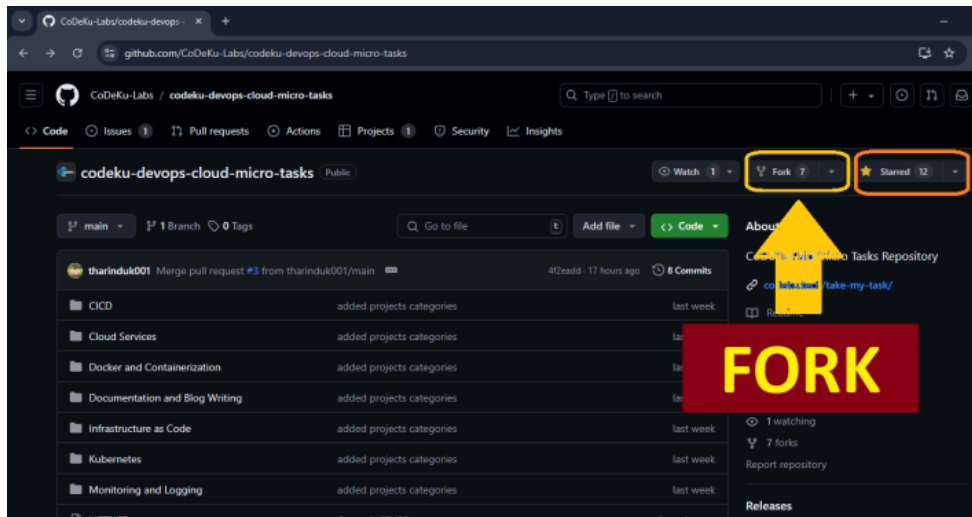 CoDeKu-Labs/codeku-devops-
github.com/CoDeKu-Labs/codeku-devops-cloud-micro-tasks
CoDeKu-Labs / codeku-devops-cloud-micro-tasks
Type / to search
Code Issues 1 Pull requests Actions Projects 1 Security Insights
codeku-devops-cloud-micro-tasks Public
Watch 1 Fork 7 Starred 12
main 1 Branch 0 Tags Go to file t Add file Code
About
tharinduk001 Merge pull request #3 from tharinduk001/main 4f2eadd · 17 hours ago 8 Commits
Tasks Repository
/take-my-task/
CICD added projects categories last week
Cloud Services added projects categories
Docker and Containerization added projects categories
Documentation and Blog Writing added projects categories
Infrastructure as Code added projects categories last week
Kubernetes added projects categories last week
Monitoring and Logging added projects categories last week
FORK
1 watching
7 forks
Report repository
Releases